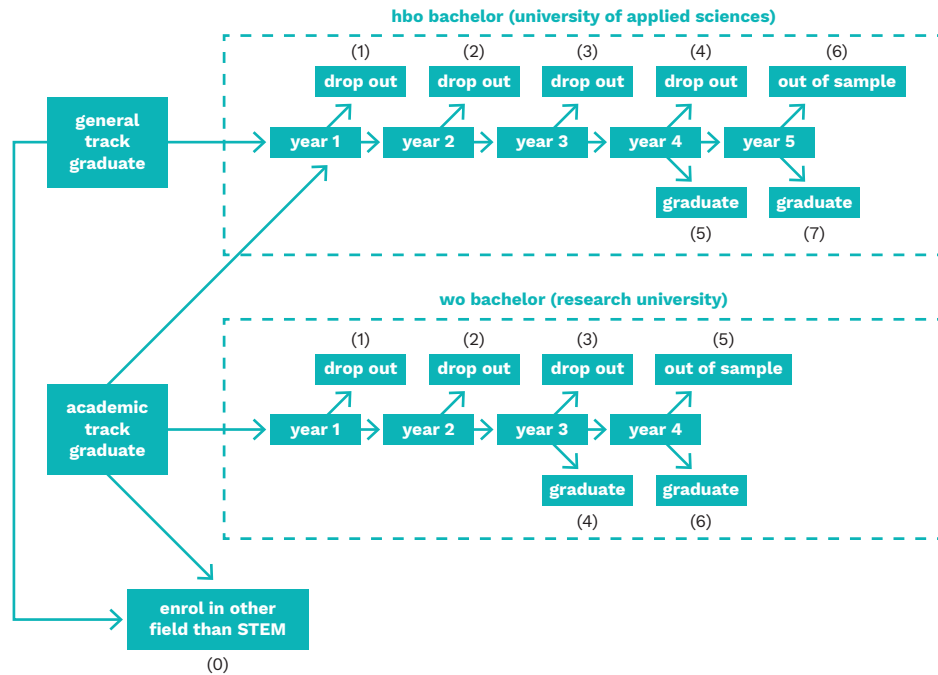 hbo bachelor (university of applied sciences)
(1)
(2)
(3)
(4)
(6)
drop out
drop out
drop out
drop out
out of sample
general
track
graduate
year 1
year 2
year 3
year 4
year 5
graduate
graduate
(5)
(7)
wo bachelor (research university)
(1)
(2)
(3)
(5)
drop out
drop out
drop out
out of sample
academic
track
graduate
year 1
year 2
year 3
year 4
graduate
graduate
(4)
(6)
enrol in other
field than STEM
(0)